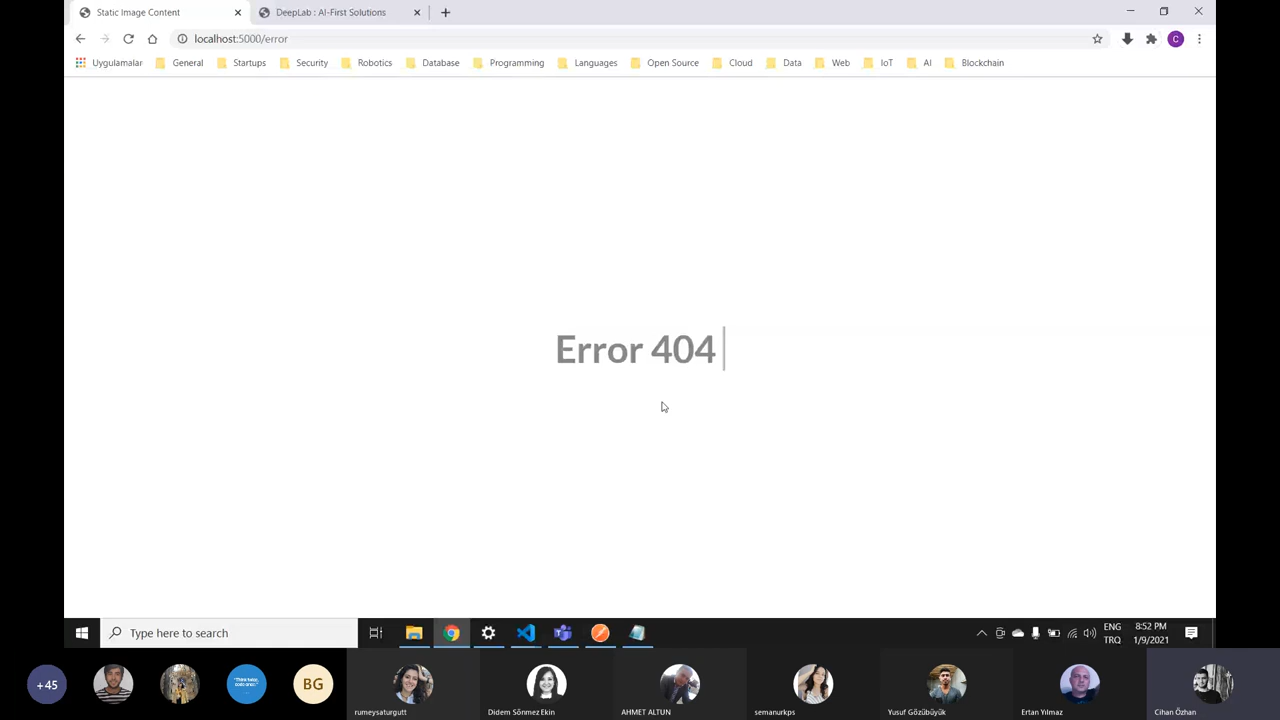 Static Image Content
DeepLab : AI-First Solutions
localhost:5000/error
C
Uygulamalar
General
Startups
Security
Robotics
Database
Programming
Languages
Open Source
Cloud
Data
Web
IoT
AI
Blockchain
Error 404
Type here to search
ENG
TRQ
8:52 PM
1/9/2021
+45
BG
rumeysaturgutt
Didem Sönmez Ekin
AHMET ALTUN
semanurkps
Yusuf Gözübüyük
Ertan Yılmaz
Cihan Özhan